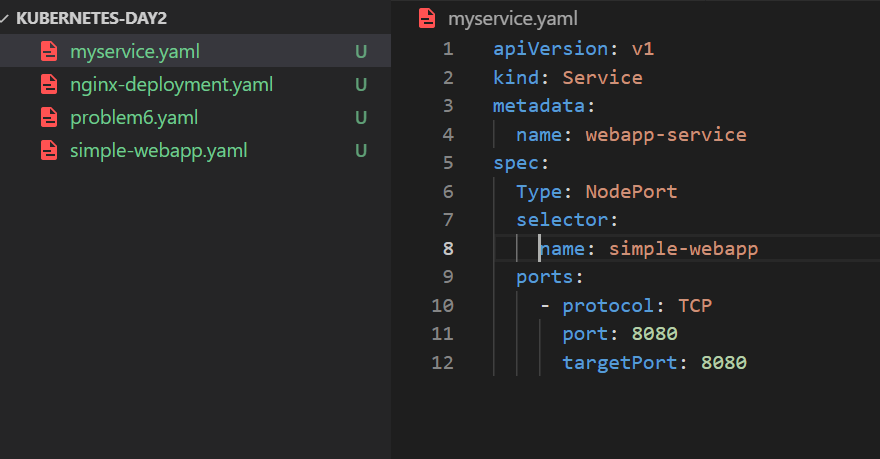 KUBERNETES-DAY2
myservice.yaml U
nginx-deployment.yaml U
problem6.yaml U
simple-webapp.yaml U
myservice.yaml
1 apiVersion: v1
2 kind: Service
3 metadata:
4   name: webapp-service
5 spec:
6   Type: NodePort
7   selector:
8     name: simple-webapp
9   ports:
10     - protocol: TCP
11       port: 8080
12       targetPort: 8080